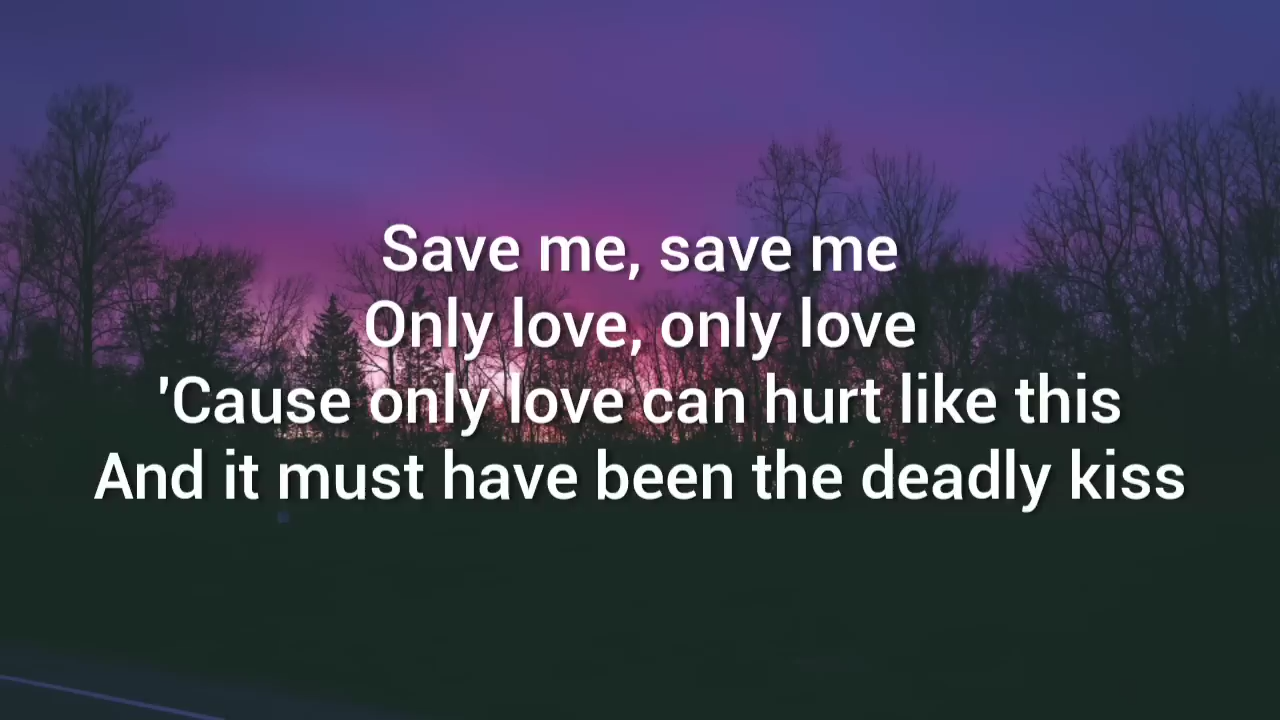 Save me, save me
Only love, only love
'Cause only love can hurt like this
And it must have been the deadly kiss